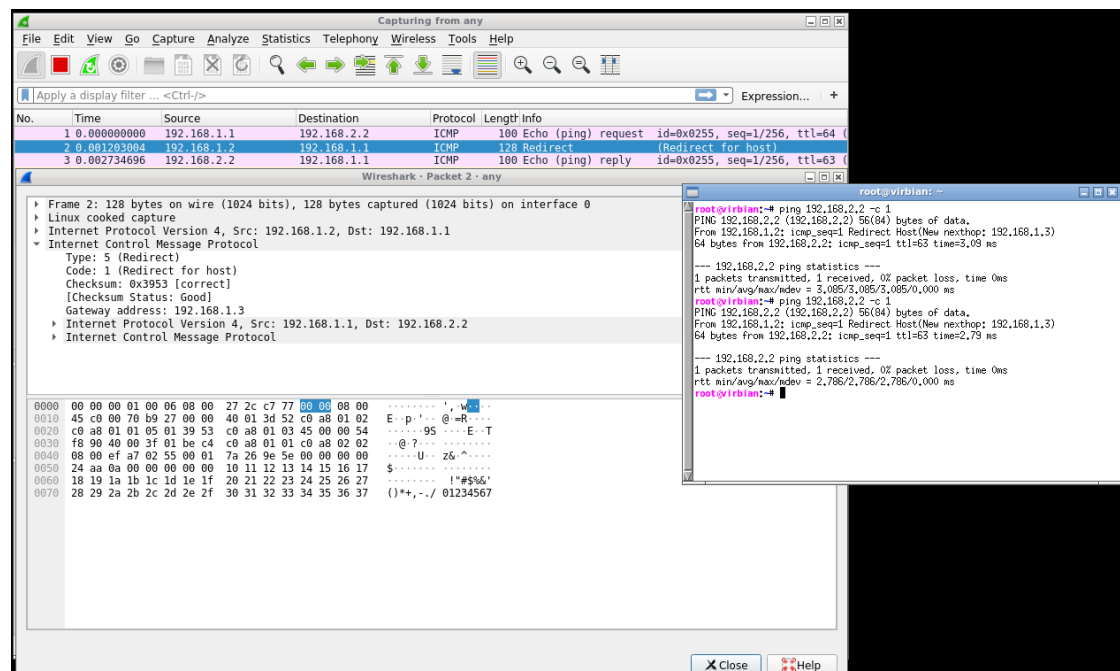 Capturing from any
File Edit View Go Capture Analyze Statistics Telephony Wireless Tools Help
Apply a display filter ... <Ctrl-/>
Expression... +
No. Time Source Destination Protocol Length Info
1 0.000000000 192.168.1.1 192.168.2.2 ICMP 100 Echo (ping) request id=0x0255, seq=1/256, ttl=64 (
2 0.001203004 192.168.1.2 192.168.1.1 ICMP 128 Redirect (Redirect for host)
3 0.002734696 192.168.2.2 192.168.1.1 ICMP 100 Echo (ping) reply id=0x0255, seq=1/256, ttl=63 (
Wireshark · Packet 2 · any
Frame 2: 128 bytes on wire (1024 bits), 128 bytes captured (1024 bits) on interface 0
Linux cooked capture
Internet Protocol Version 4, Src: 192.168.1.2, Dst: 192.168.1.1
Internet Control Message Protocol
Type: 5 (Redirect)
Code: 1 (Redirect for host)
Checksum: 0x3953 [correct]
[Checksum Status: Good]
Gateway address: 192.168.1.3
Internet Protocol Version 4, Src: 192.168.1.1, Dst: 192.168.2.2
Internet Control Message Protocol
0000 00 00 00 01 00 06 08 00 27 2c c7 77 00 00 08 00 ········ ',·w····
0010 45 c0 00 70 b9 27 00 00 40 01 3d 52 c0 a8 01 02 E··p·'·· @·=R····
0020 c0 a8 01 01 05 01 39 53 c0 a8 01 03 45 00 00 54 ······9S ····E··T
0030 f8 90 40 00 3f 01 be c4 c0 a8 01 01 c0 a8 02 02 ··@·?··· ········
0040 08 00 ef a7 02 55 00 01 7a 26 9e 5e 00 00 00 00 ·····U·· z&·^····
0050 24 aa 0a 00 00 00 00 00 10 11 12 13 14 15 16 17 $······· ········
0060 18 19 1a 1b 1c 1d 1e 1f 20 21 22 23 24 25 26 27 ········ !"#$%&'
0070 28 29 2a 2b 2c 2d 2e 2f 30 31 32 33 34 35 36 37 ()*+,-./ 01234567
Close Help
root@virbian: ~
root@virbian:~# ping 192.168.2.2 -c 1
PING 192.168.2.2 (192.168.2.2) 56(84) bytes of data.
From 192.168.1.2: icmp_seq=1 Redirect Host(New nexthop: 192.168.1.3)
64 bytes from 192.168.2.2: icmp_seq=1 ttl=63 time=3.09 ms
--- 192.168.2.2 ping statistics ---
1 packets transmitted, 1 received, 0% packet loss, time 0ms
rtt min/avg/max/mdev = 3.085/3.085/3.085/0.000 ms
root@virbian:~# ping 192.168.2.2 -c 1
PING 192.168.2.2 (192.168.2.2) 56(84) bytes of data.
From 192.168.1.2: icmp_seq=1 Redirect Host(New nexthop: 192.168.1.3)
64 bytes from 192.168.2.2: icmp_seq=1 ttl=63 time=2.79 ms
--- 192.168.2.2 ping statistics ---
1 packets transmitted, 1 received, 0% packet loss, time 0ms
rtt min/avg/max/mdev = 2.786/2.786/2.786/0.000 ms
root@virbian:~#